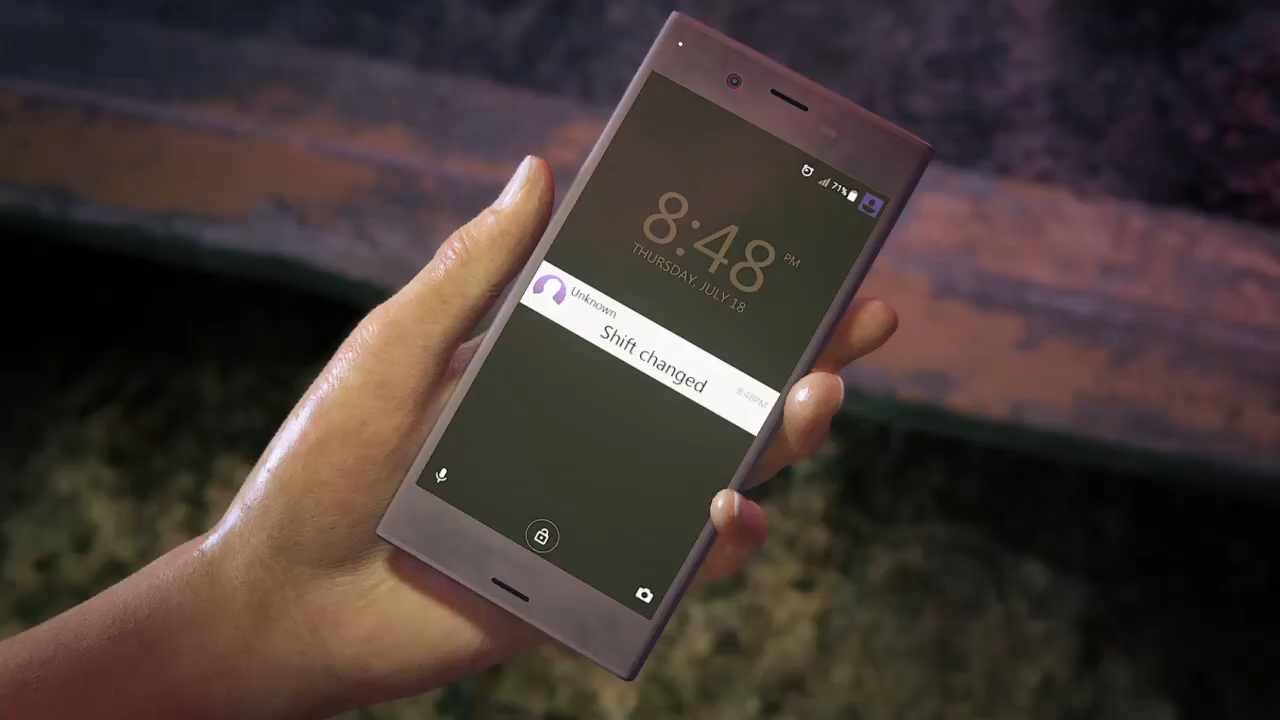 71%
8:48 PM
THURSDAY, JULY 18
Unknown
Shift changed
8:48PM